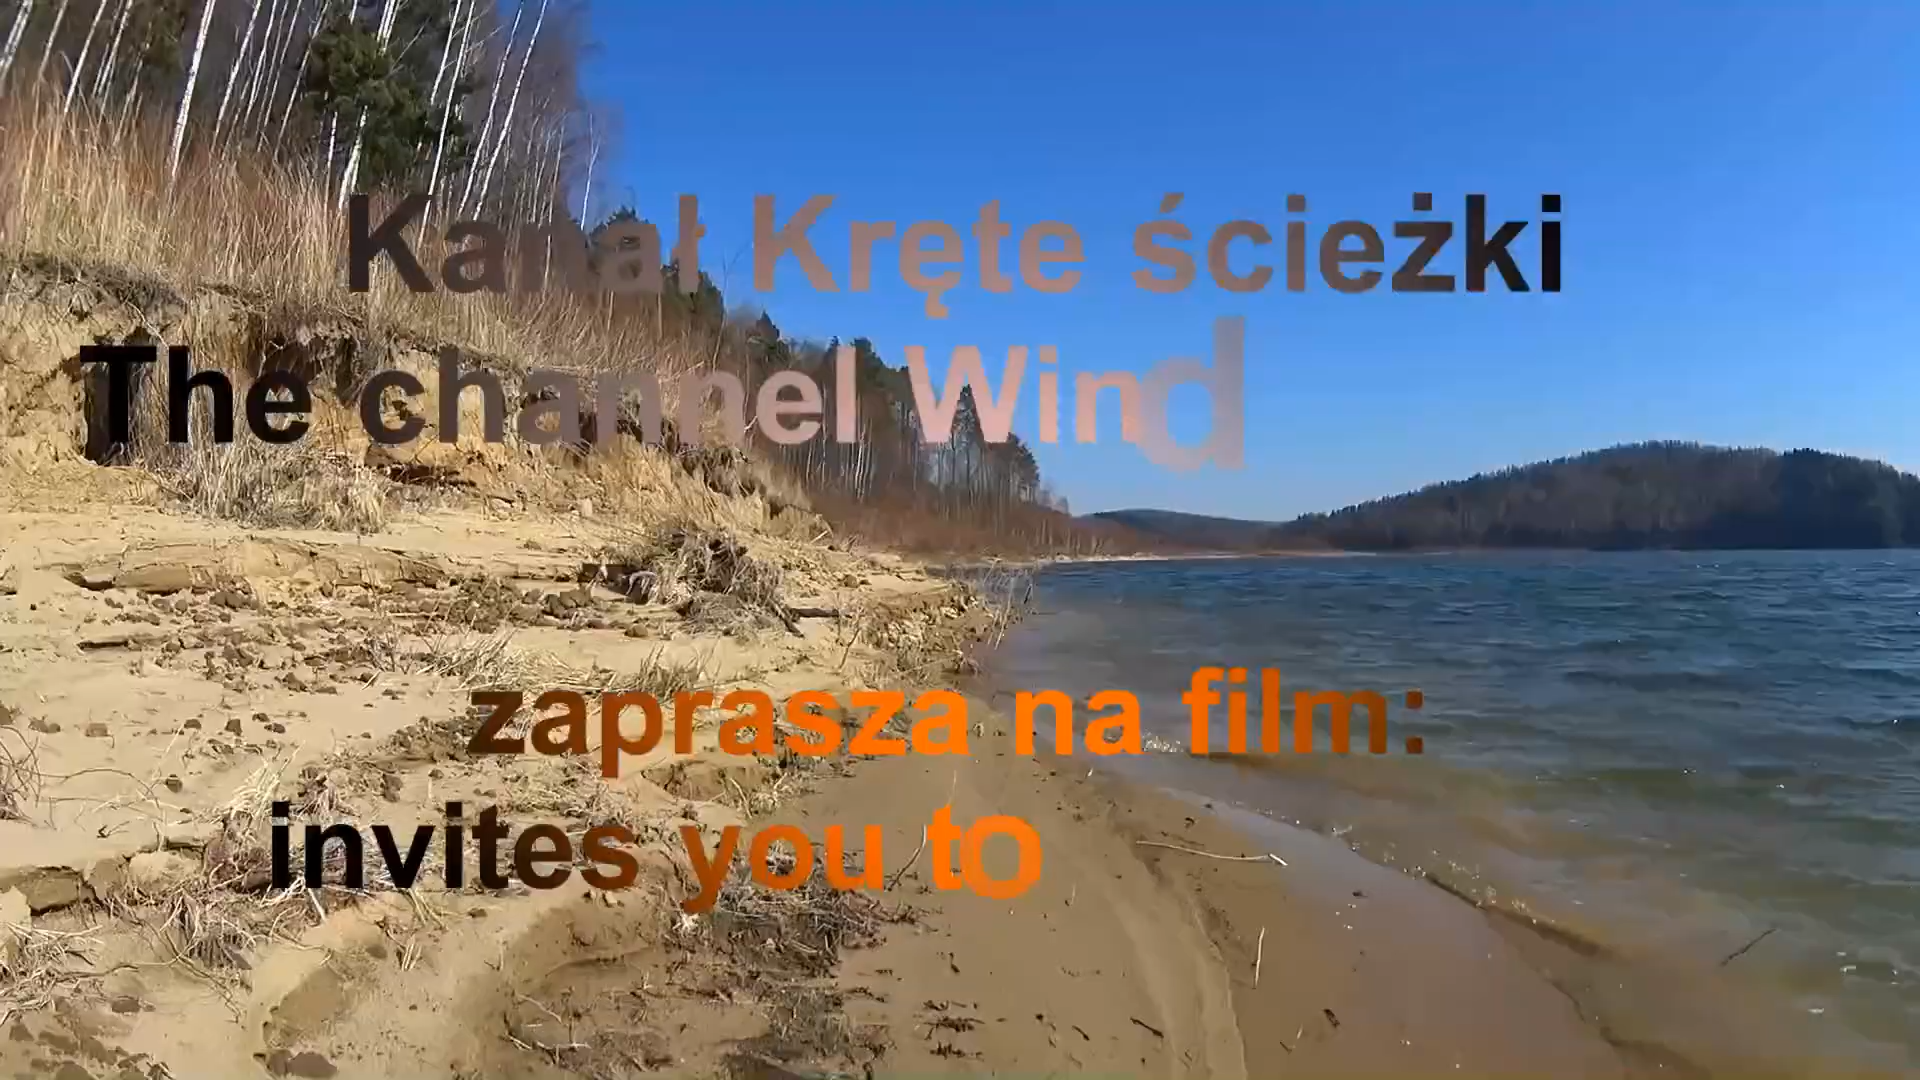 Kanał Kręte ścieżki
The channel Wind
zaprasza na film:
invites you to